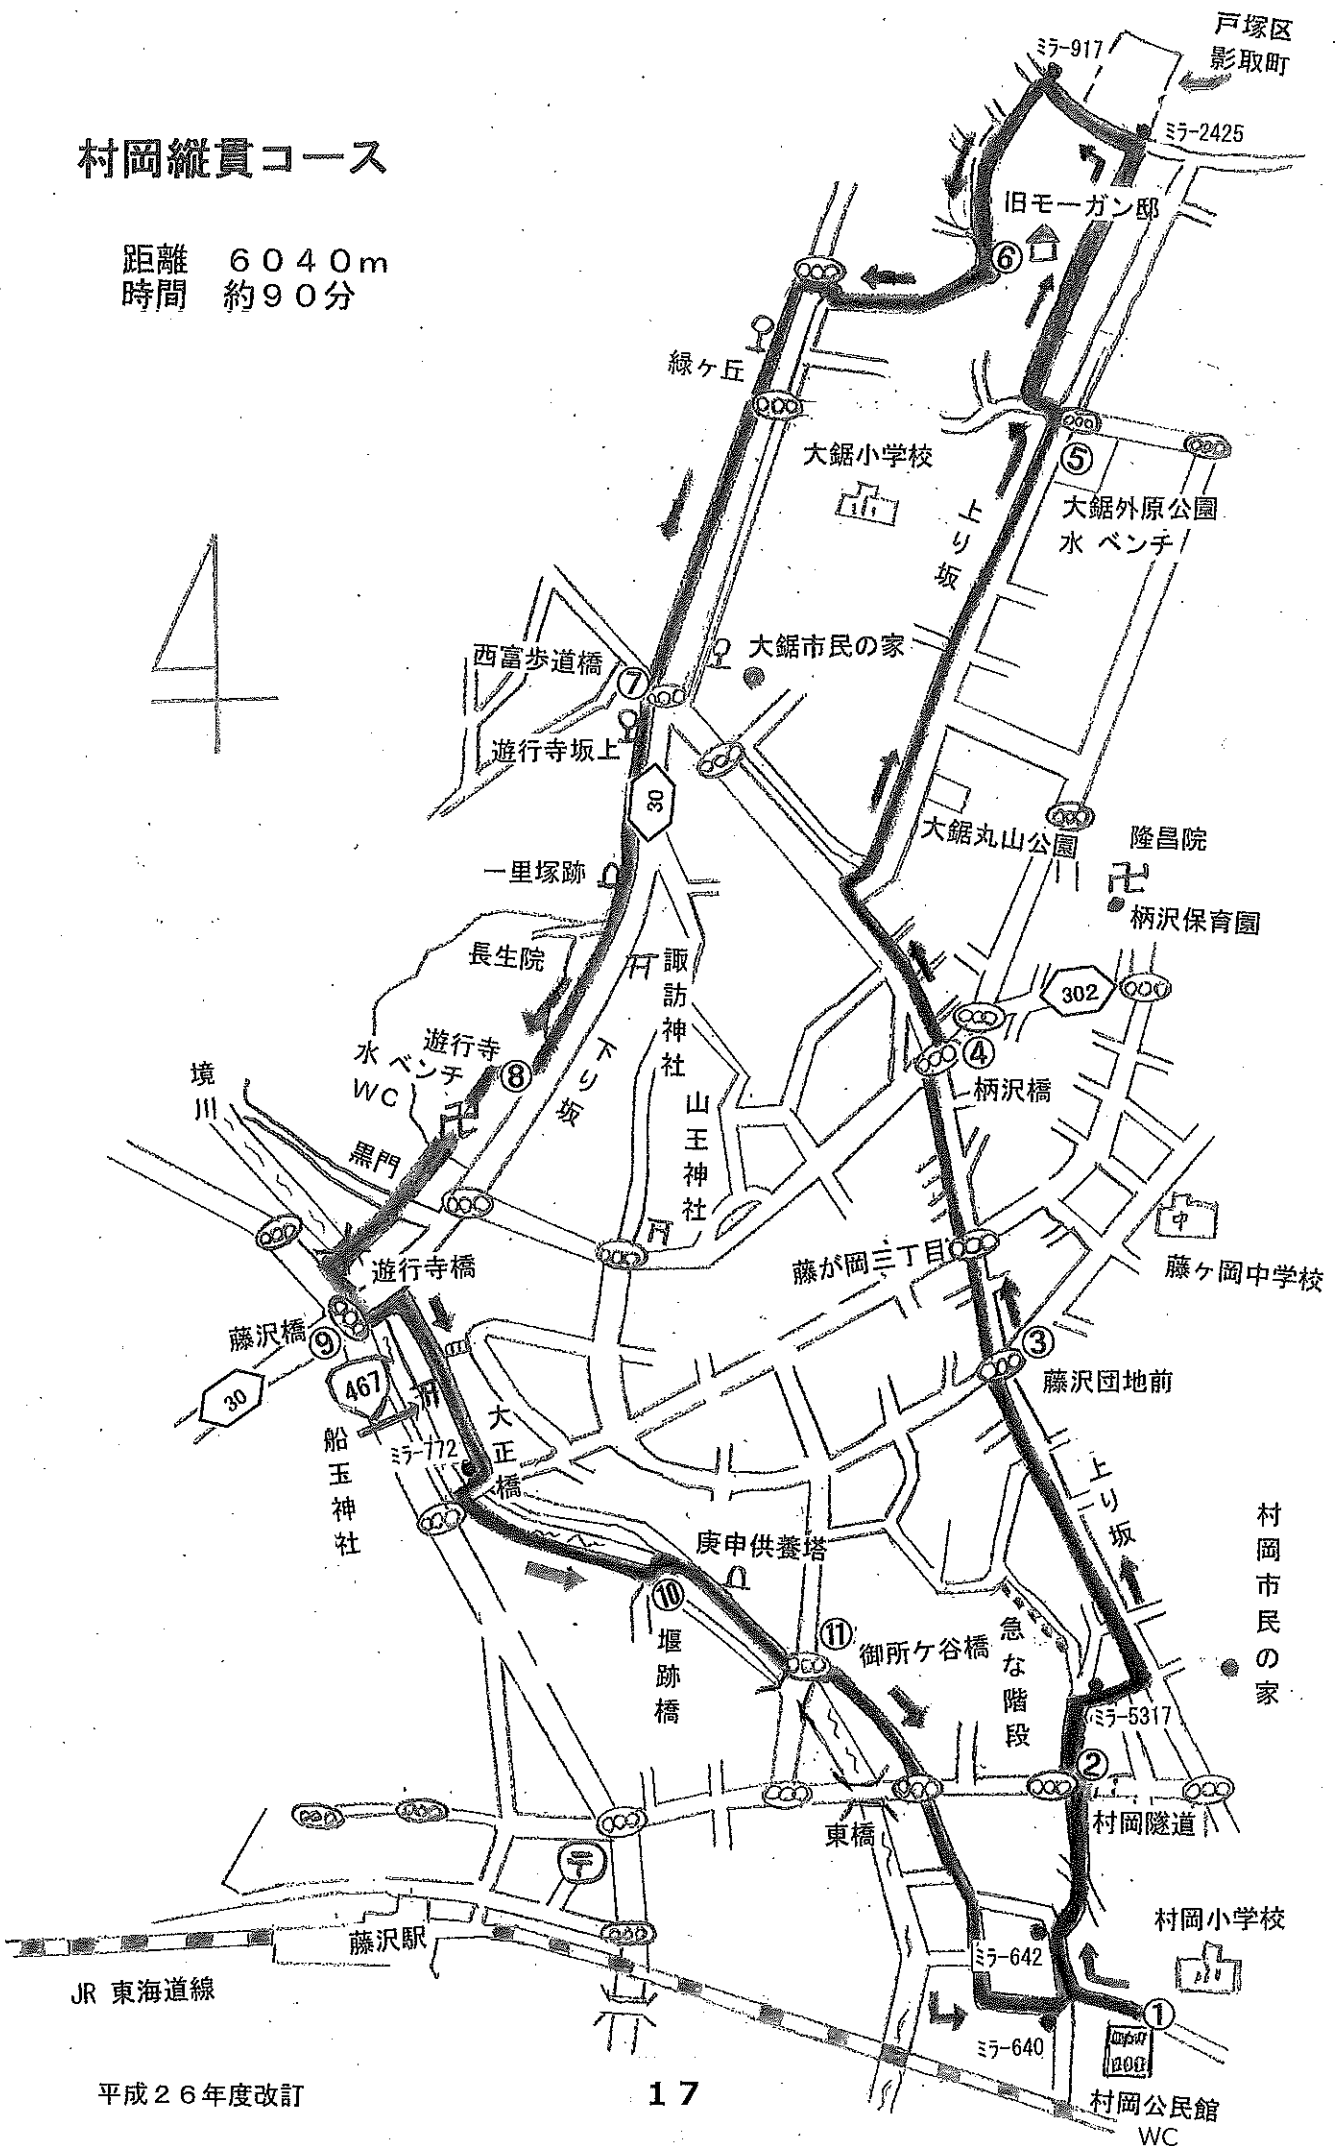 戸塚区
影取町
ミラー917
ミラー2425
村岡縦貫コース
距離　６０４０ｍ
時間　約９０分
旧モーガン邸
⑥
緑ヶ丘
大鋸小学校
⑤
大鋸外原公園
水 ベンチ
上り坂
西富歩道橋
⑦
大鋸市民の家
遊行寺坂上
30
大鋸丸山公園
隆昌院
卍
柄沢保育園
一里塚跡
長生院
諏訪神社
302
遊行寺
水 ベンチ
WC
卍
⑧
下り坂
④
柄沢橋
境川
山王神社
黒門
中
藤ヶ岡中学校
藤が岡三丁目
遊行寺橋
藤沢橋
⑨
30
467
③
藤沢団地前
船玉神社
ミラー772
大正橋
上り坂
庚申供養塔
⑩
堰跡橋
⑪
御所ケ谷橋
急な階段
村岡市民の家
ミラー5317
②
村岡隧道
東橋
〒
藤沢駅
JR 東海道線
村岡小学校
ミラー642
①
ミラー640
村岡公民館
WC
平成２６年度改訂
17